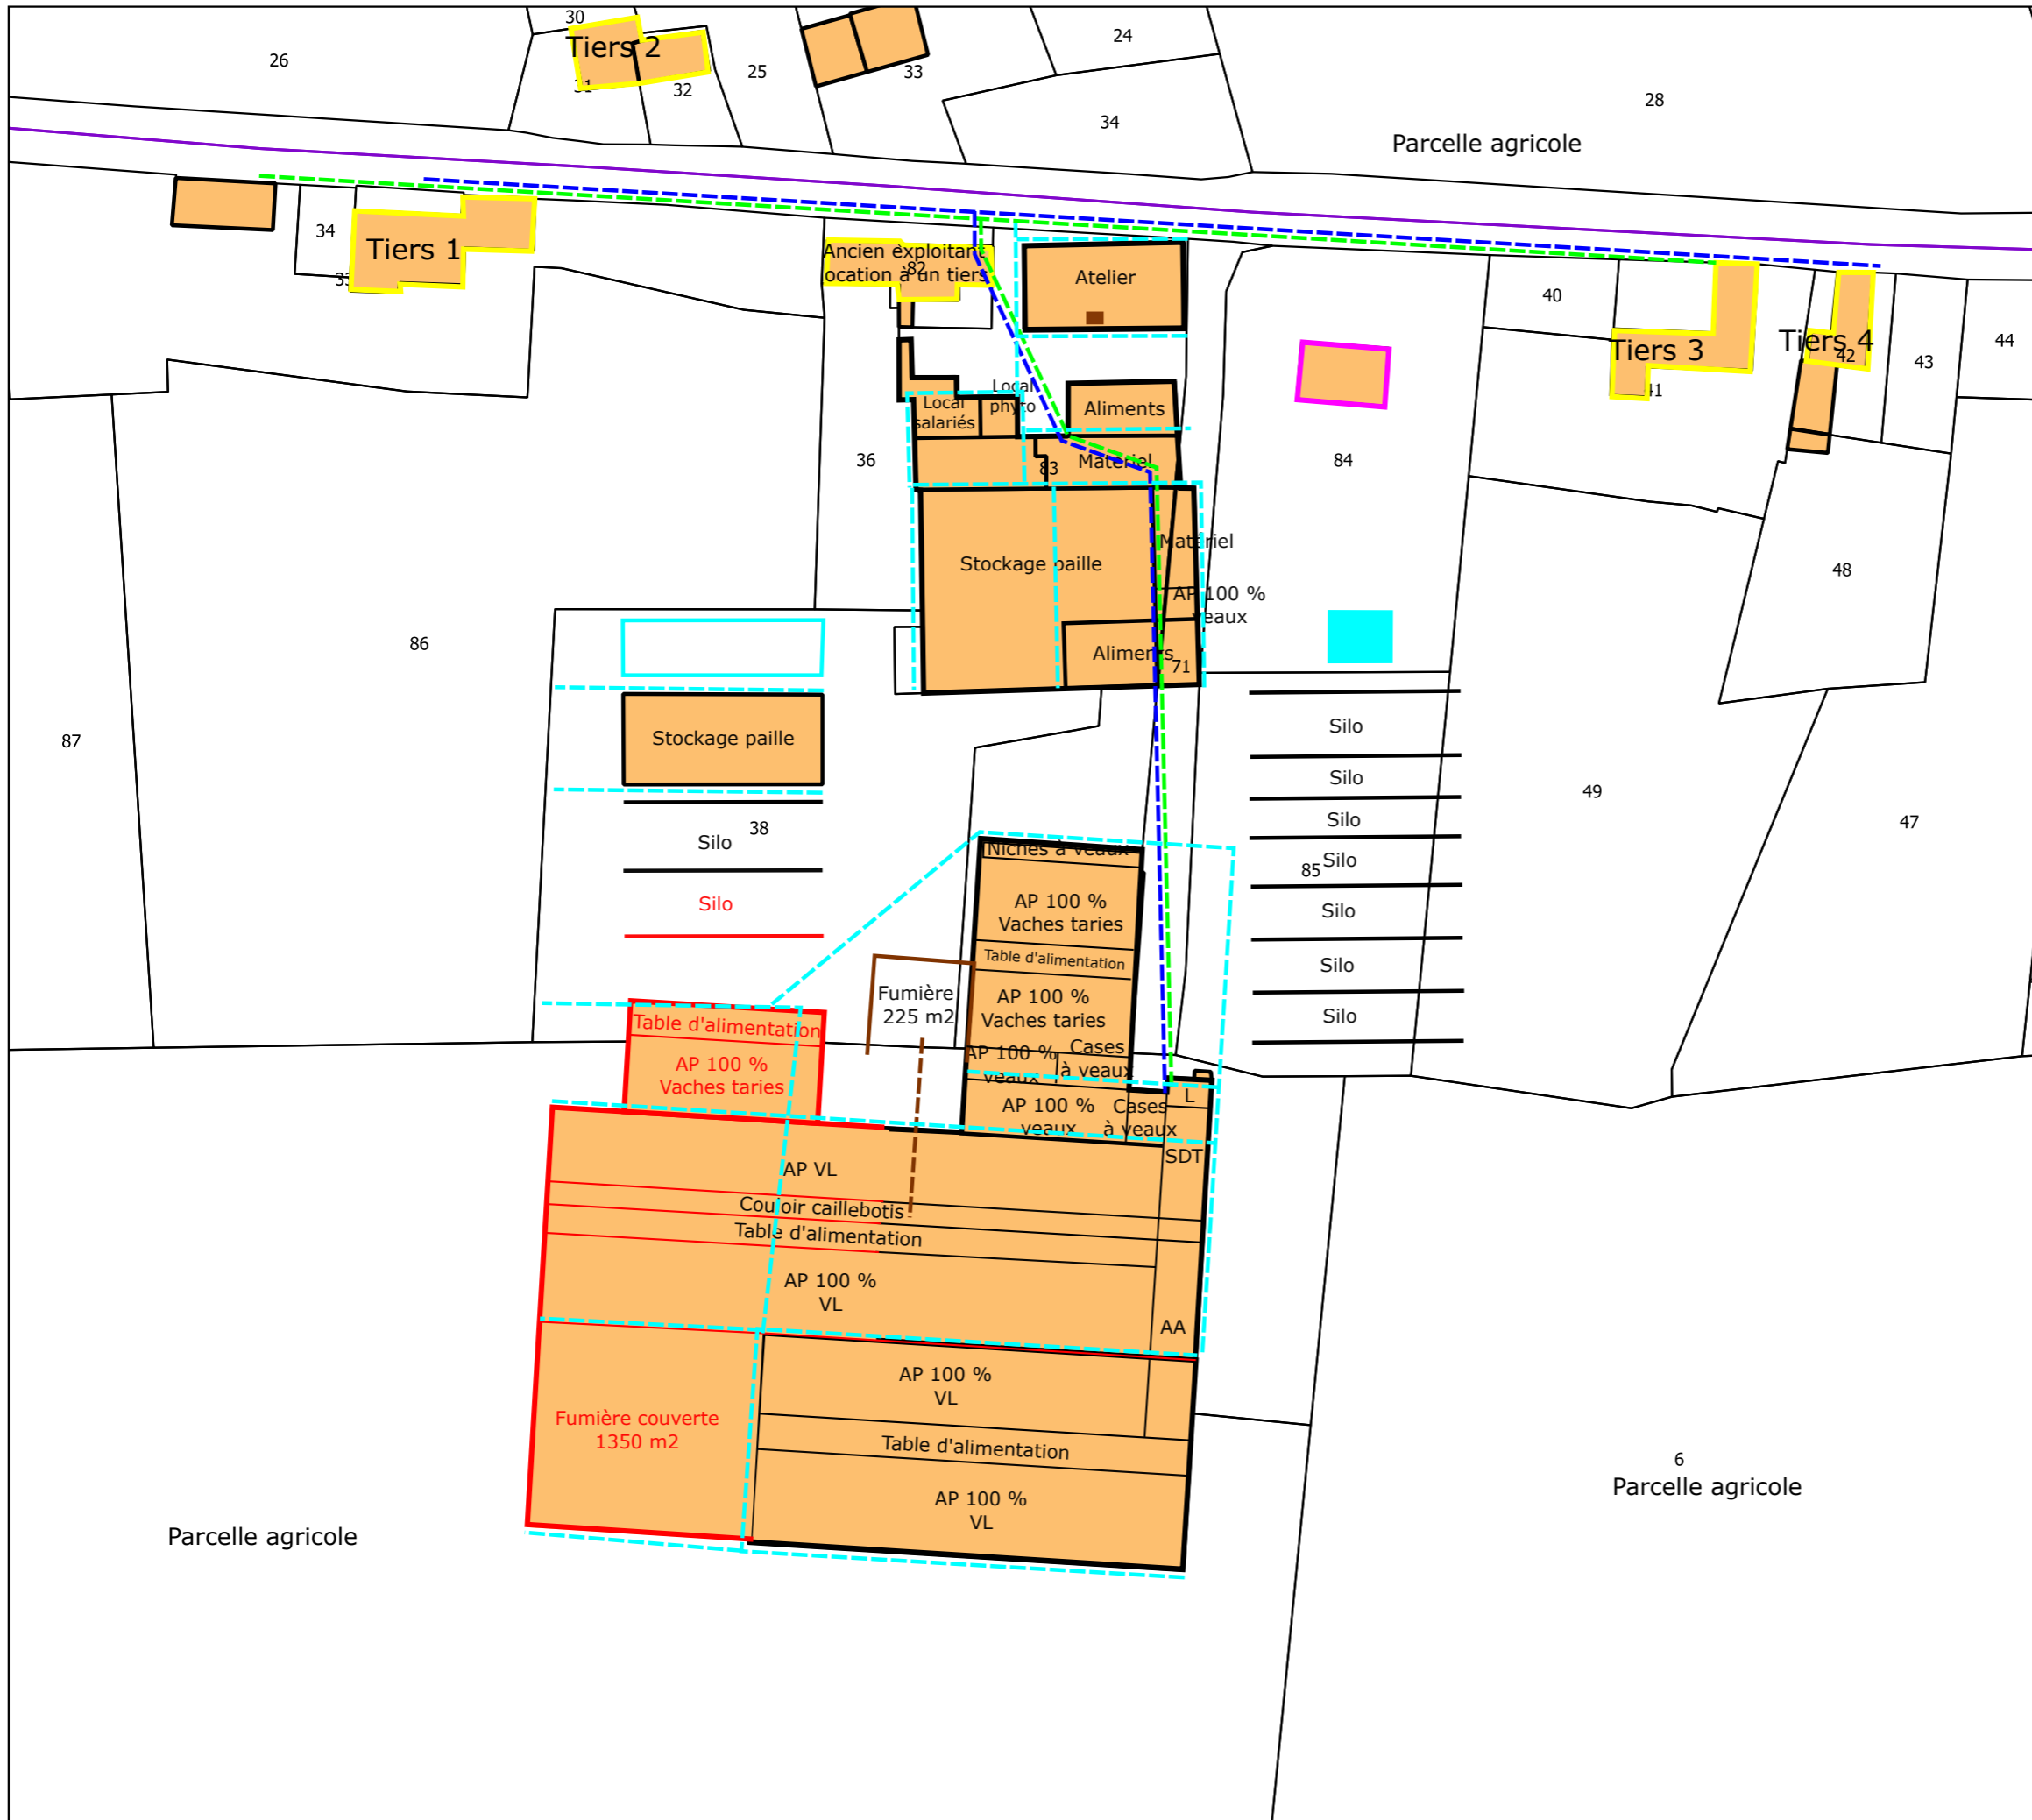 30
Tiers 2
24
26
25
33
31
32
28
34
Parcelle agricole
34
Tiers 1
33
Ancien exploitant
ocation à un tiers
82
Atelier
40
44
Tiers 3
Tiers 4
42
43
41
Local
salariés
Local
phyto
Aliments
36
83
Matériel
84
Stockage paille
Matériel
AP 100 %
veaux
48
86
Aliments
71
87
Stockage paille
Silo
Silo
Silo
Silo
85
Silo
Silo
Silo
49
47
38
Silo
Silo
Niches à veaux
AP 100 %
Vaches taries
Table d'alimentation
AP 100 %
Vaches taries
Fumière
225 m2
Table d'alimentation
AP 100 %
Vaches taries
AP 100 %
veaux
Cases
à veaux
AP 100 %
veaux
Cases
à veaux
L
SDT
AP VL
Couloir caillebotis
Table d'alimentation
AP 100 %
VL
AA
AP 100 %
VL
Fumière couverte
1350 m2
Table d'alimentation
AP 100 %
VL
6
Parcelle agricole
Parcelle agricole